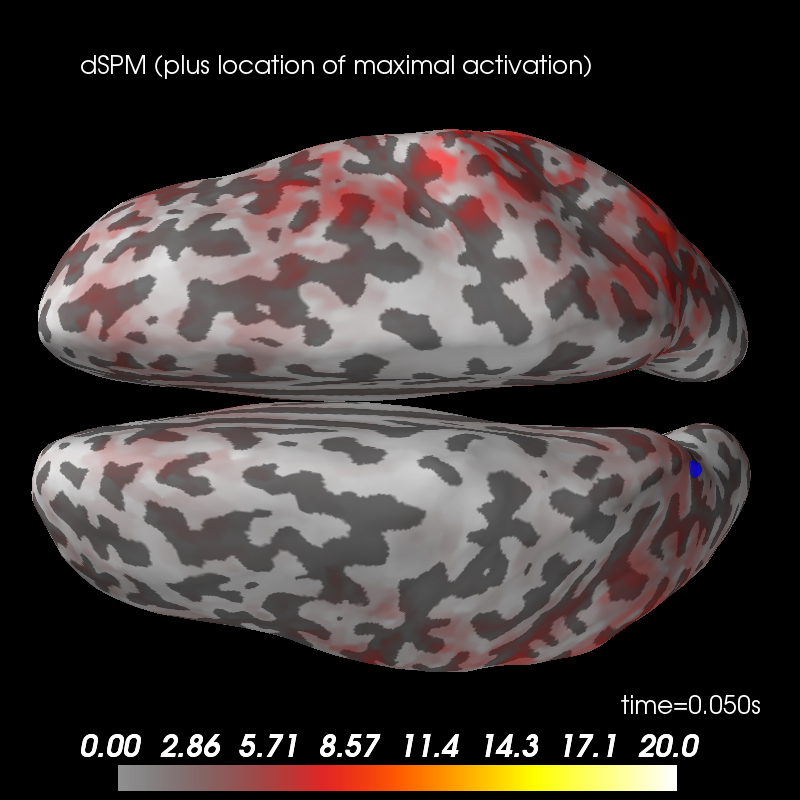 dSPM (plus location of maximal activation)
time=0.050s
0.00 2.86 5.71 8.57 11.4 14.3 17.1 20.0